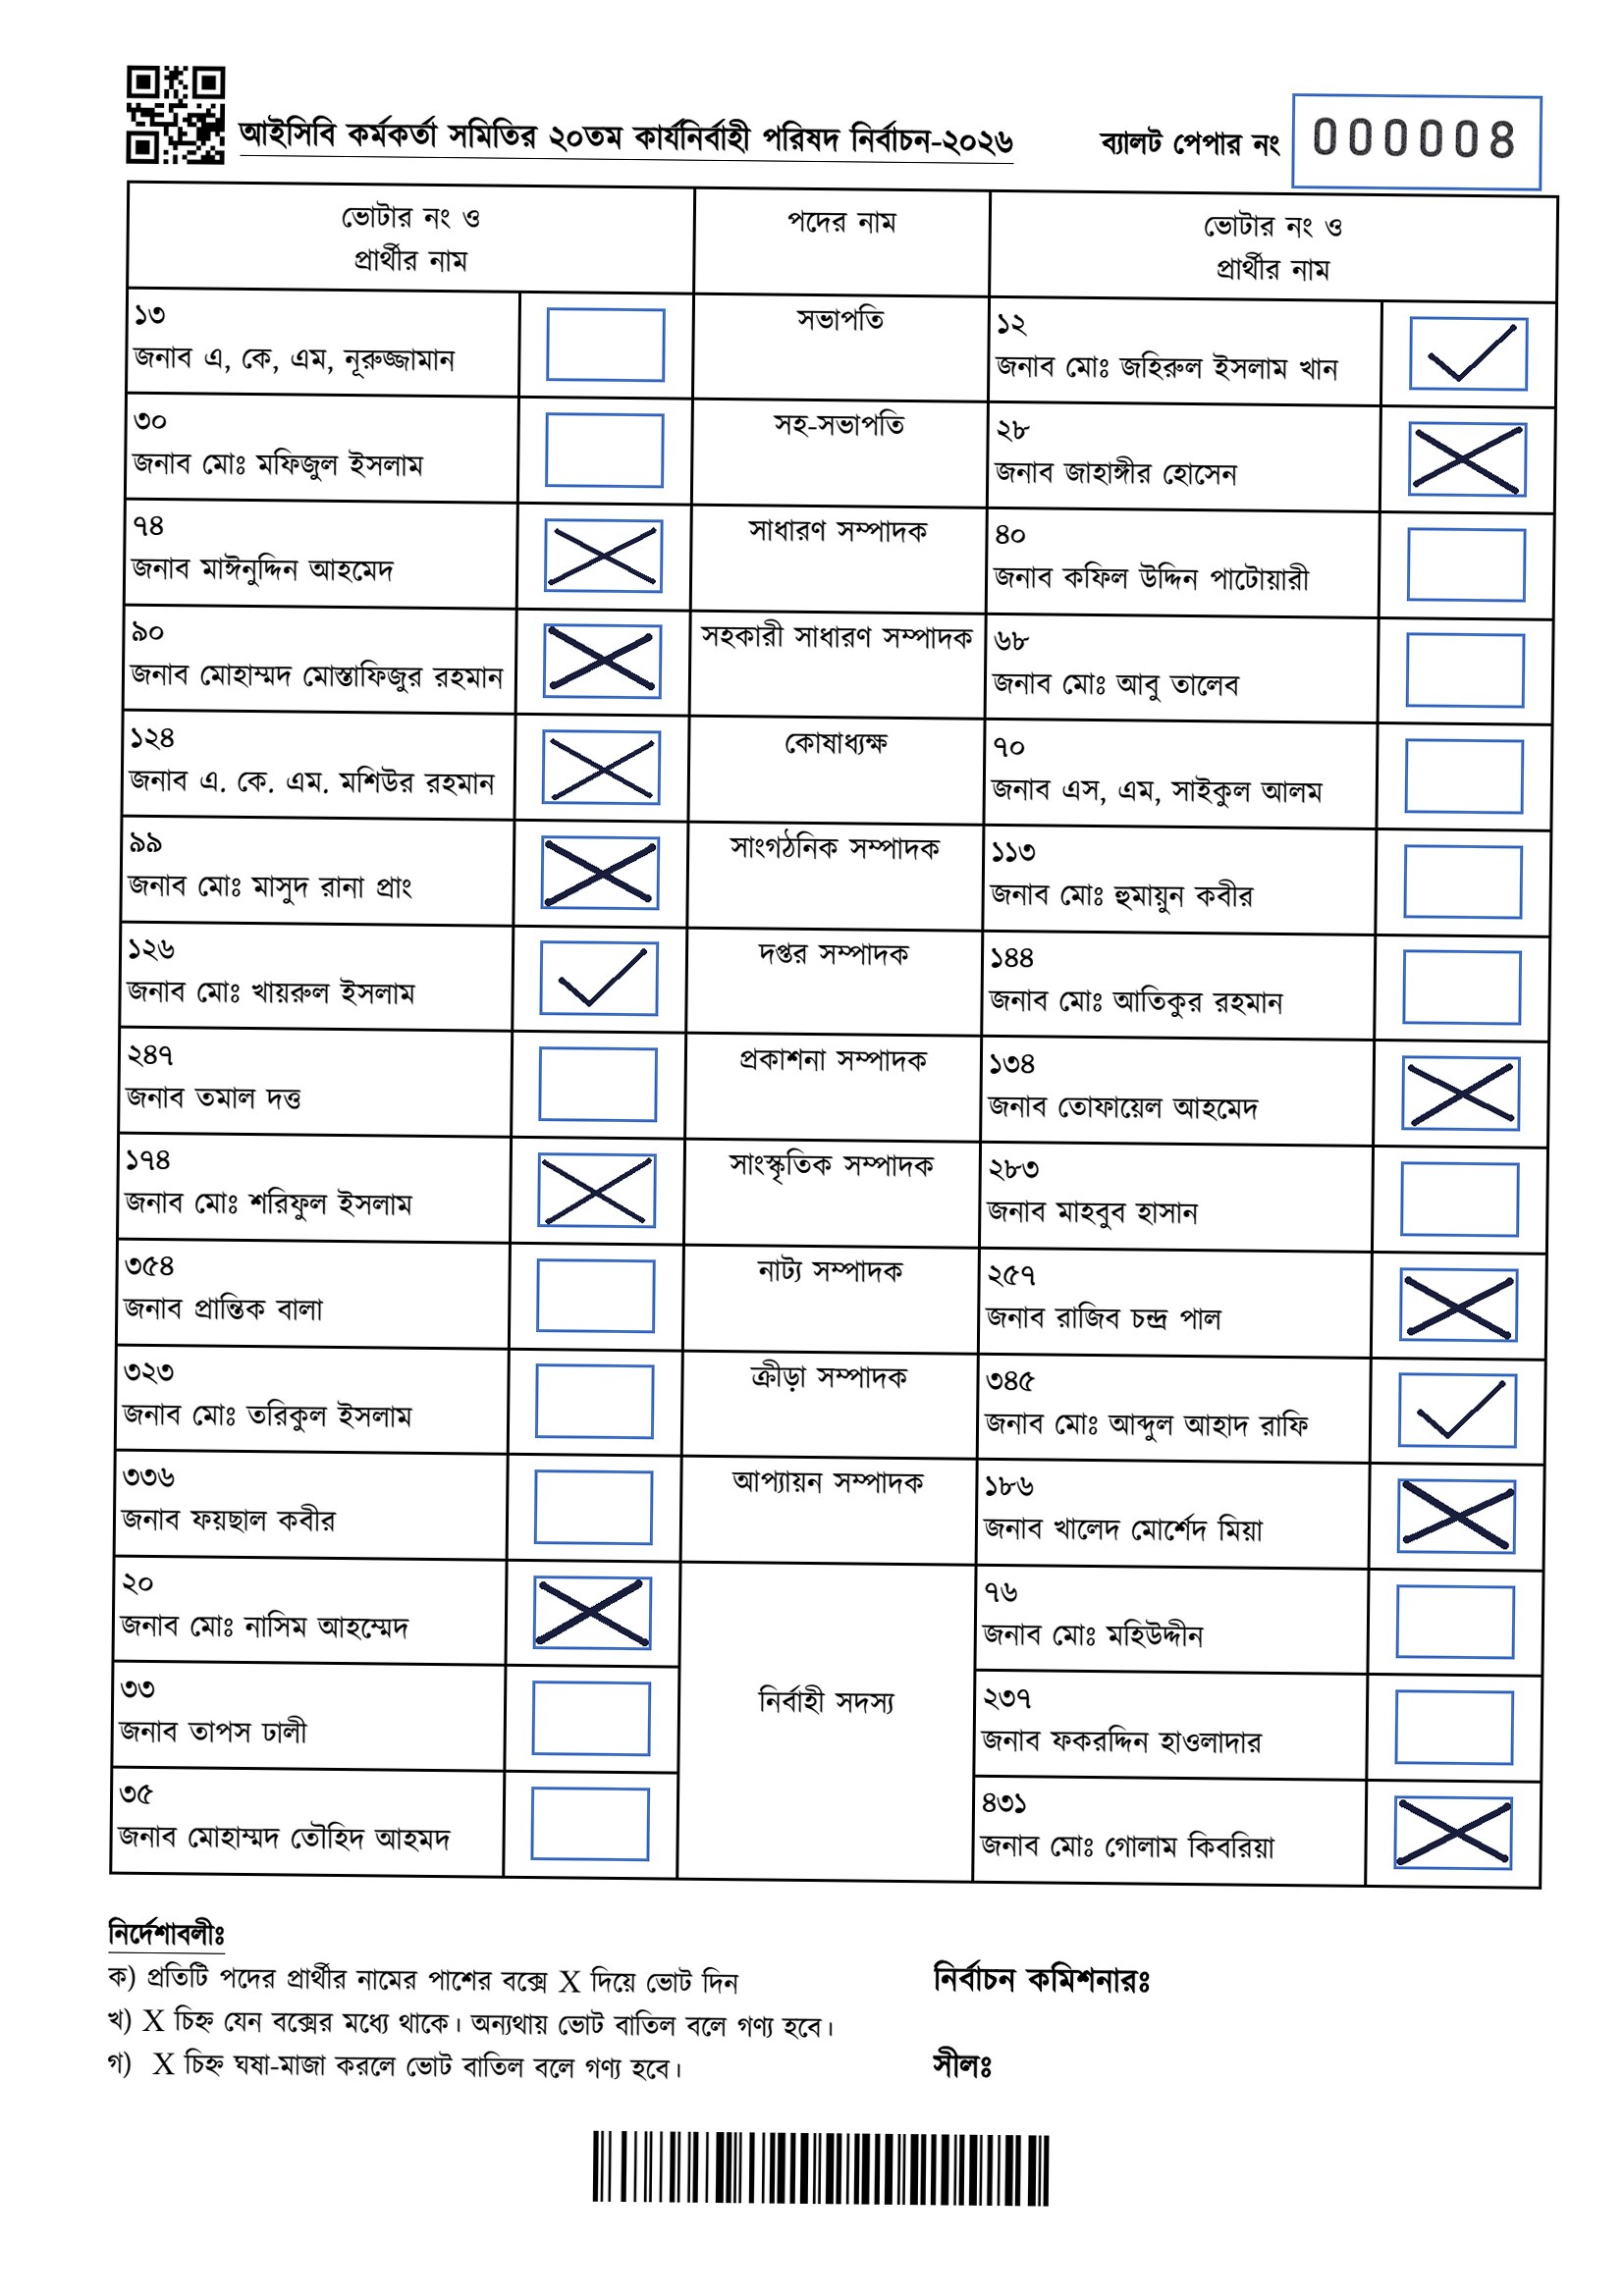 আইসিবি কর্মকর্তা সমিতির ২০তম কার্যনির্বাহী পরিষদ নির্বাচন-২০২৬
ব্যালট পেপার নং 000008
ভোটার নং ও
প্রার্থীর নাম
পদের নাম
ভোটার নং ও
প্রার্থীর নাম
১৩
জনাব এ, কে, এম, নূরুজ্জামান
সভাপতি
১২
জনাব মোঃ জহিরুল ইসলাম খান
৩০
জনাব মোঃ মফিজুল ইসলাম
সহ-সভাপতি
২৮
জনাব জাহাঙ্গীর হোসেন
৭৪
জনাব মাঈনুদ্দিন আহমেদ
সাধারণ সম্পাদক
৪০
জনাব কফিল উদ্দিন পাটোয়ারী
৯০
জনাব মোহাম্মদ মোস্তাফিজুর রহমান
সহকারী সাধারণ সম্পাদক
৬৮
জনাব মোঃ আবু তালেব
১২৪
জনাব এ. কে. এম. মশিউর রহমান
কোষাধ্যক্ষ
৭০
জনাব এস, এম, সাইকুল আলম
৯৯
জনাব মোঃ মাসুদ রানা প্রাং
সাংগঠনিক সম্পাদক
১১৩
জনাব মোঃ হুমায়ুন কবীর
১২৬
জনাব মোঃ খায়রুল ইসলাম
দপ্তর সম্পাদক
১৪৪
জনাব মোঃ আতিকুর রহমান
২৪৭
জনাব তমাল দত্ত
প্রকাশনা সম্পাদক
১৩৪
জনাব তোফায়েল আহমেদ
১৭৪
জনাব মোঃ শরিফুল ইসলাম
সাংস্কৃতিক সম্পাদক
২৮৩
জনাব মাহবুব হাসান
৩৫৪
জনাব প্রান্তিক বালা
নাট্য সম্পাদক
২৫৭
জনাব রাজিব চন্দ্র পাল
৩২৩
জনাব মোঃ তরিকুল ইসলাম
ক্রীড়া সম্পাদক
৩৪৫
জনাব মোঃ আব্দুল আহাদ রাফি
৩৩৬
জনাব ফয়ছাল কবীর
আপ্যায়ন সম্পাদক
১৮৬
জনাব খালেদ মোর্শেদ মিয়া
২০
জনাব মোঃ নাসিম আহম্মেদ
৭৬
জনাব মোঃ মহিউদ্দীন
৩৩
জনাব তাপস ঢালী
নির্বাহী সদস্য
২৩৭
জনাব ফকরদ্দিন হাওলাদার
৩৫
জনাব মোহাম্মদ তৌহিদ আহমদ
৪৩১
জনাব মোঃ গোলাম কিবরিয়া
নির্দেশাবলীঃ
ক) প্রতিটি পদের প্রার্থীর নামের পাশের বক্সে X দিয়ে ভোট দিন
নির্বাচন কমিশনারঃ
খ) X চিহ্ন যেন বক্সের মধ্যে থাকে। অন্যথায় ভোট বাতিল বলে গণ্য হবে।
গ) X চিহ্ন ঘষা-মাজা করলে ভোট বাতিল বলে গণ্য হবে।
সীলঃ